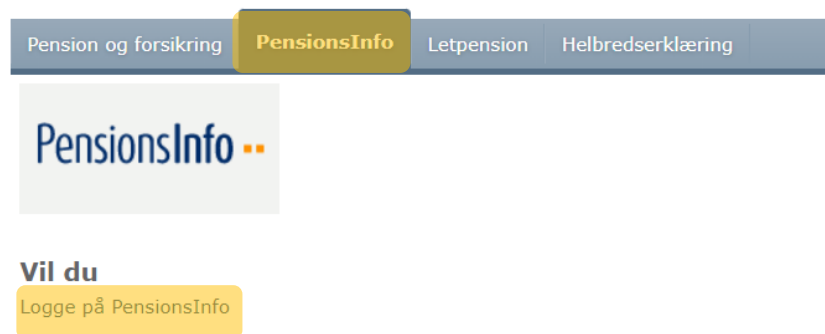 Pension og forsikring PensionsInfo Letpension Helbredserklæring
PensionsInfo
Vil du
Logge på PensionsInfo